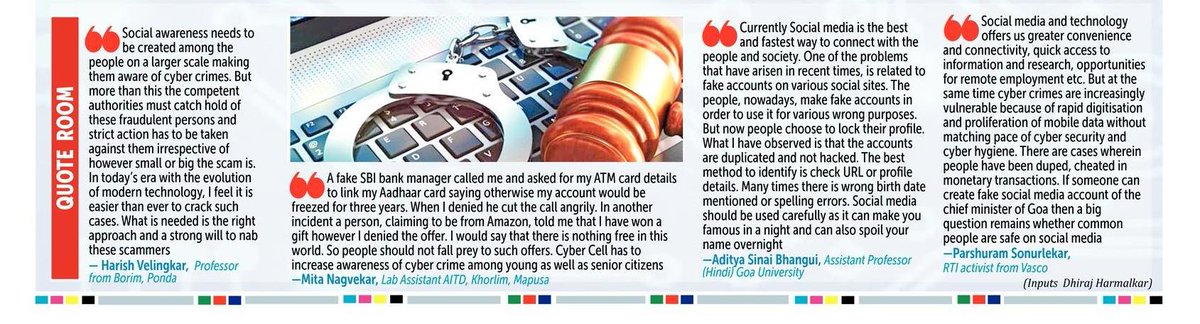 QUOTE ROOM
Social awareness needs to
be created among the
people on a larger scale making
them aware of cyber crimes. But
more than this the competent
authorities must catch hold of
these fraudulent persons and
strict action has to be taken
against them irrespective of
however small or big the scam is.
In today's era with the evolution
of modern technology, I feel it is
easier than ever to crack such
cases. What is needed is the right
approach and a strong will to nab
these scammers
— Harish Velingkar, Professor
from Borim, Ponda
A fake SBI bank manager called me and asked for my ATM card details
to link my Aadhaar card saying otherwise my account would be
freezed for three years. When I denied he cut the call angrily. In another
incident a person, claiming to be from Amazon, told me that I have won a
gift however I denied the offer. I would say that there is nothing free in this
world. So people should not fall prey to such offers. Cyber Cell has to
increase awareness of cyber crime among young as well as senior citizens
—Mita Nagvekar, Lab Assistant AITD, Khorlim, Mapusa
Currently Social media is the best
and fastest way to connect with the
people and society. One of the problems
that have arisen in recent times, is related to
fake accounts on various social sites. The
people, nowadays, make fake accounts in
order to use it for various wrong purposes.
But now people choose to lock their profile.
What I have observed is that the accounts
are duplicated and not hacked. The best
method to identify is check URL or profile
details. Many times there is wrong birth date
mentioned or spelling errors. Social media
should be used carefully as it can make you
famous in a night and can also spoil your
name overnight
—Aditya Sinai Bhangui, Assistant Professor
(Hindi) Goa University
Social media and technology
offers us greater convenience
and connectivity, quick access to
information and research, opportunities
for remote employment etc. But at the
same time cyber crimes are increasingly
vulnerable because of rapid digitisation
and proliferation of mobile data without
matching pace of cyber security and
cyber hygiene. There are cases wherein
people have been duped, cheated in
monetary transactions. If someone can
create fake social media account of the
chief minister of Goa then a big
question remains whether common
people are safe on social media
—Parshuram Sonurlekar,
RTI activist from Vasco
(Inputs Dhiraj Harmalkar)